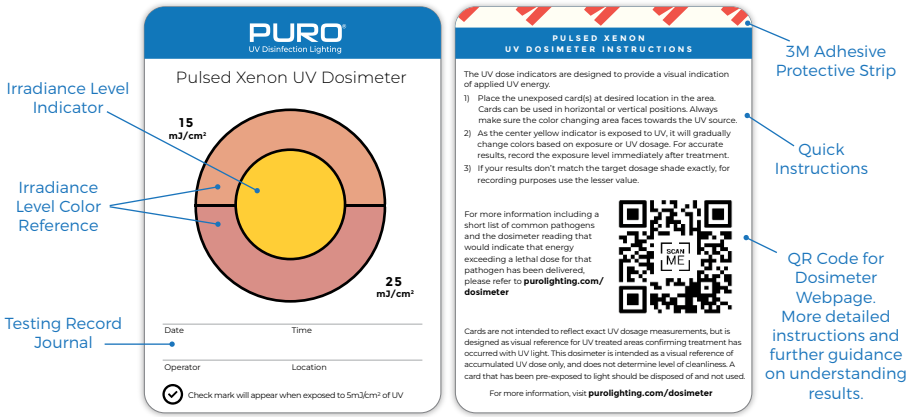 PURO®
UV Disinfection Lighting
Pulsed Xenon UV Dosimeter
Irradiance Level
Indicator
15
mJ/cm²
Irradiance
Level Color
Reference
25
mJ/cm²
Testing Record
Journal
Date Time
Operator Location
Check mark will appear when exposed to 5mJ/cm² of UV
PULSED XENON
UV DOSIMETER INSTRUCTIONS
The UV dose indicators are designed to provide a visual indication
of applied UV energy.
1) Place the unexposed card(s) at desired location in the area.
Cards can be used in horizontal or vertical positions. Always
make sure the color changing area faces towards the UV source.
2) As the center yellow indicator is exposed to UV, it will gradually
change colors based on exposure or UV dosage. For accurate
results, record the exposure level immediately after treatment.
3) If your results don't match the target dosage shade exactly, for
recording purposes use the lesser value.
For more information including a
short list of common pathogens
and the dosimeter reading that
would indicate that energy
exceeding a lethal dose for that
pathogen has been delivered,
please refer to purolighting.com/
dosimeter
SCAN
ME
Cards are not intended to reflect exact UV dosage measurements, but is
designed as visual reference for UV treated areas confirming treatment has
occurred with UV light. This dosimeter is intended as a visual reference of
accumulated UV dose only, and does not determine level of cleanliness. A
card that has been pre-exposed to light should be disposed of and not used.
For more information, visit purolighting.com/dosimeter
3M Adhesive
Protective Strip
Quick
Instructions
QR Code for
Dosimeter
Webpage.
More detailed
instructions and
further guidance
on understanding
results.